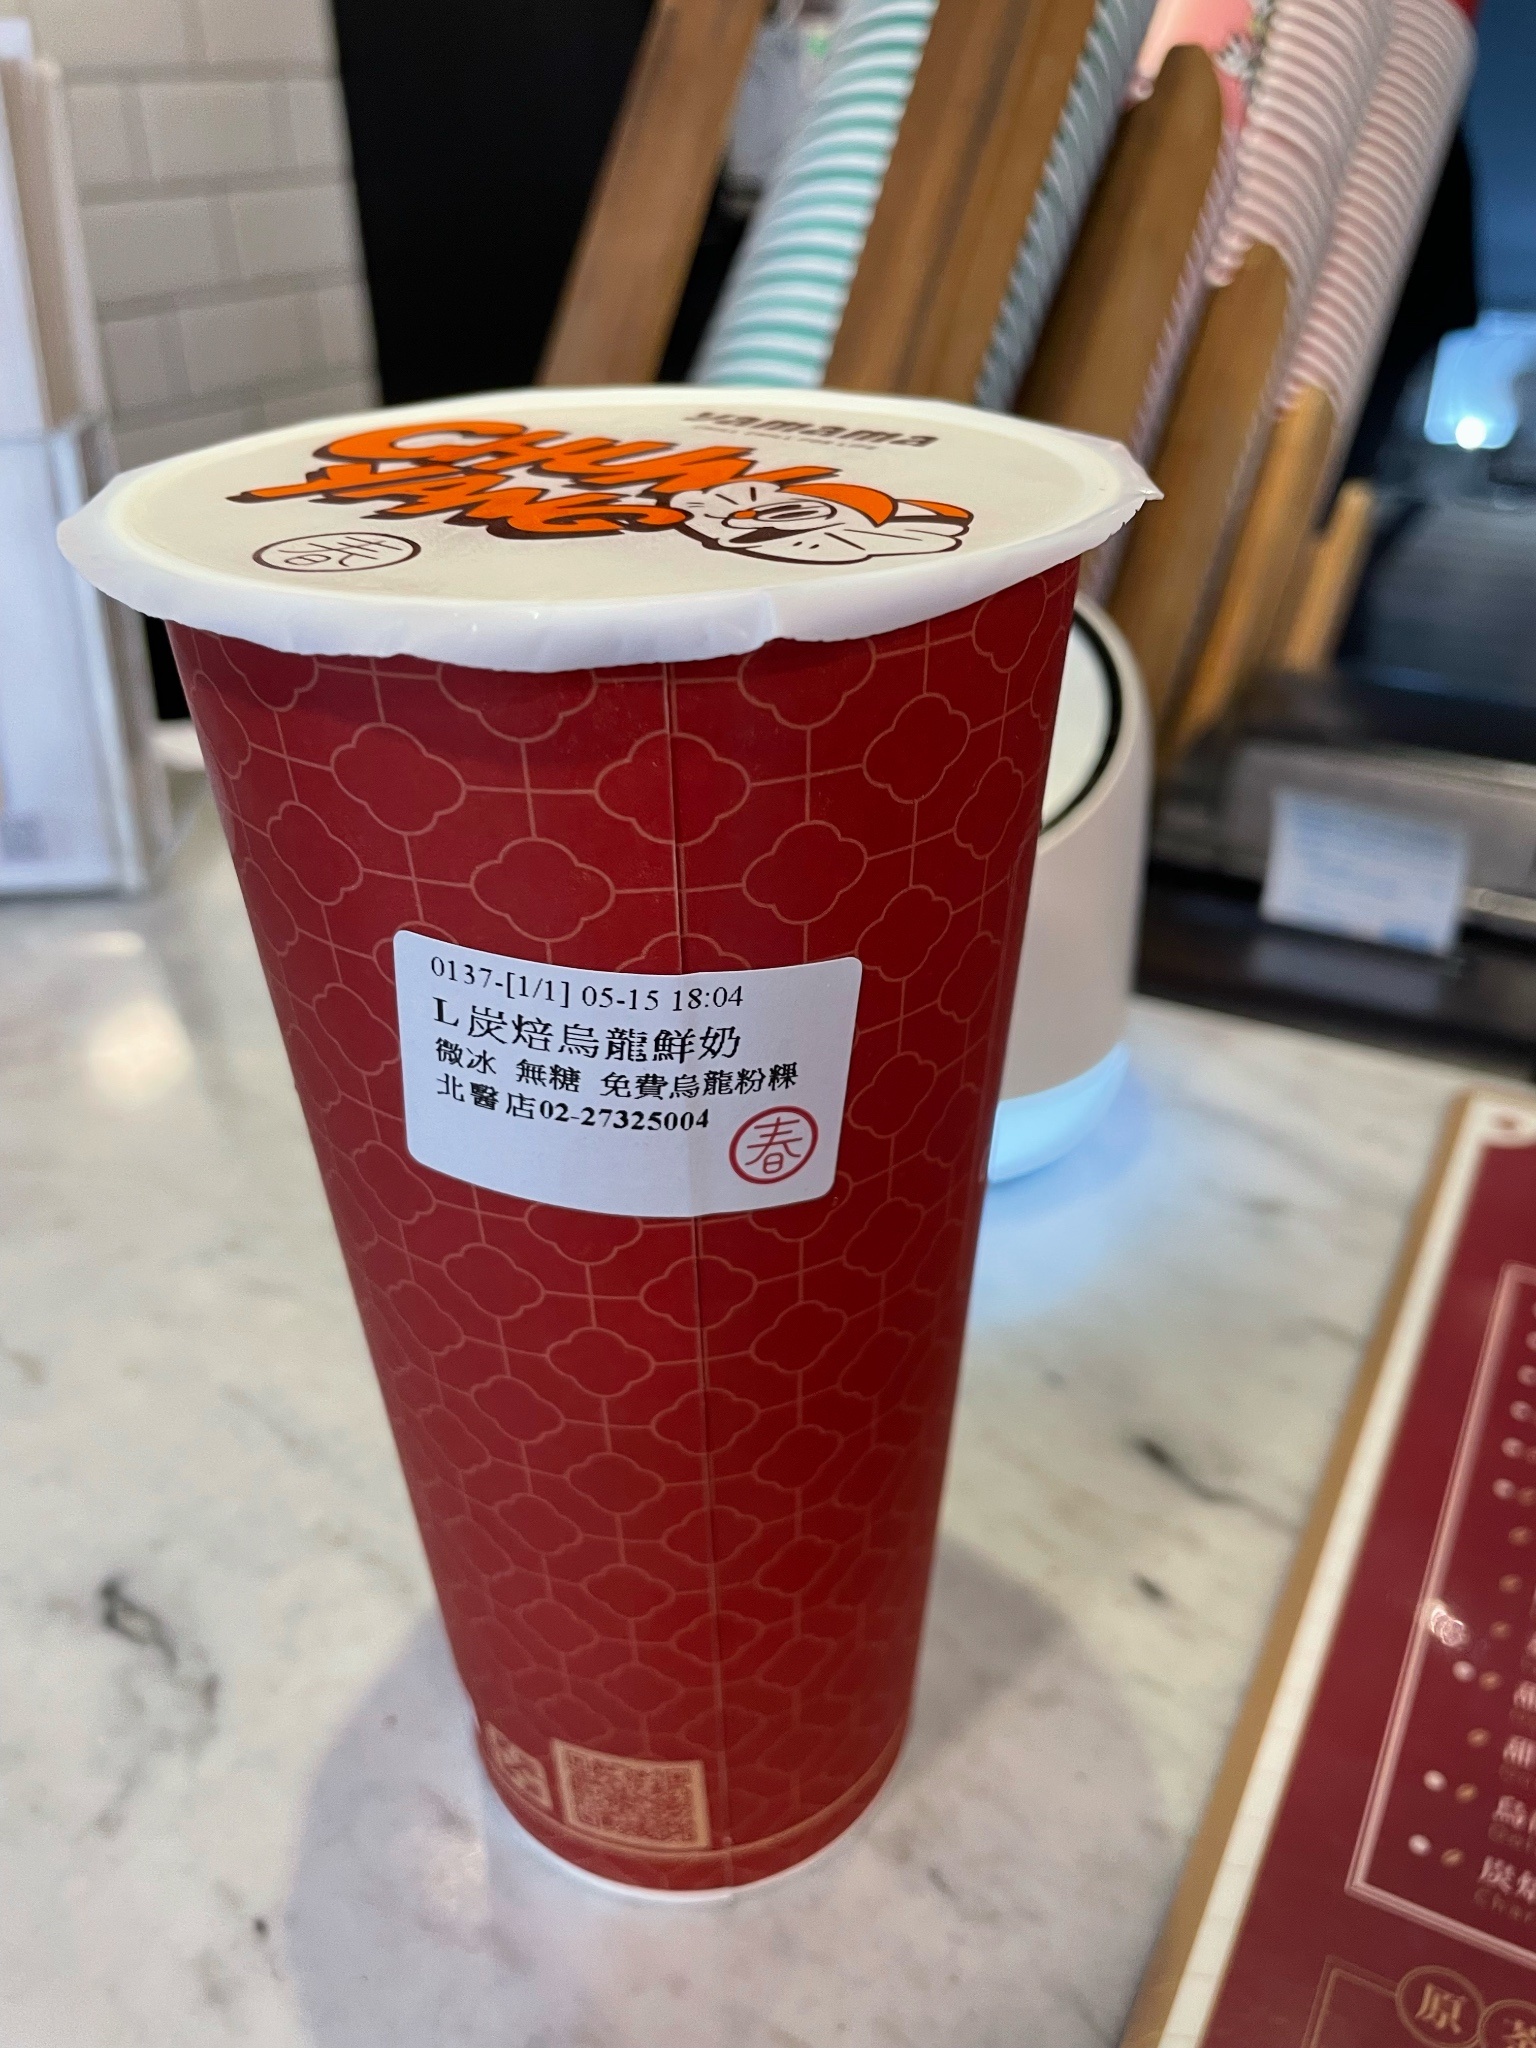 yamama
CHUN
YANG
春
0137-[1/1] 05-15 18:04
L 炭焙烏龍鮮奶
微冰 無糖 免費烏龍粉粿
北醫店02-27325004
春
原